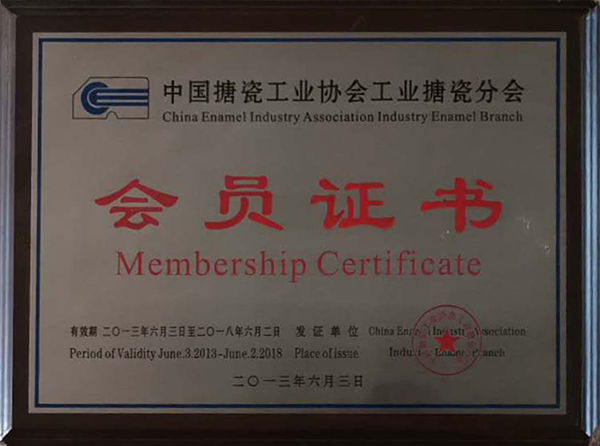 中国搪瓷工业协会工业搪瓷分会
China Enamel Industry Association Industry Enamel Branch
会员证书
Membership Certificate
有效期 二〇一三年六月三日至二〇一八年六月二日 发证单位 China Enamel Industry Association
Period of Validity June.3.2013-June.2.2018 Place of issue Industry Enamel Branch
二〇一三年六月三日